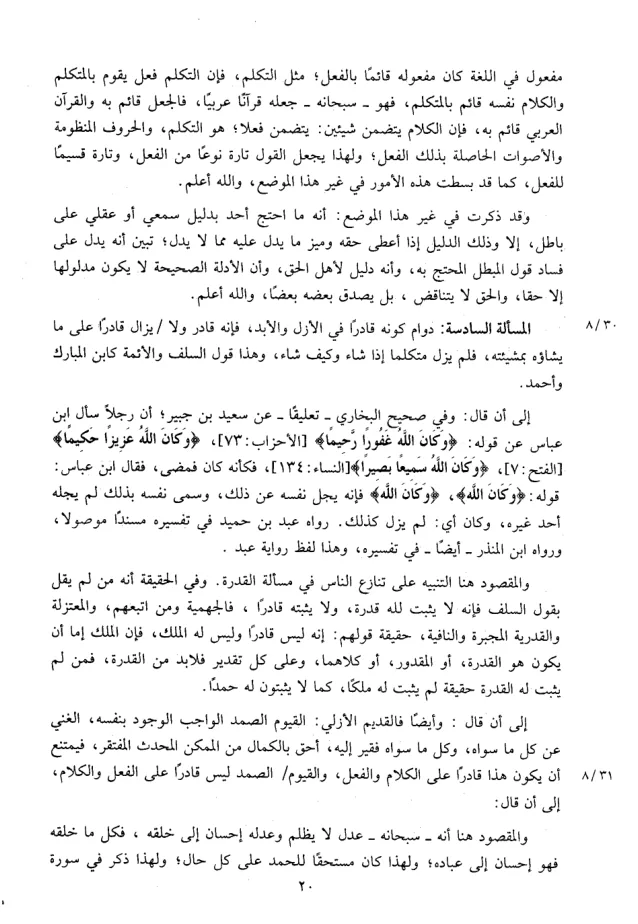 مفعول في اللغة كان مفعوله قائمًا بالفعل؛ مثل التكلم، فإن التكلم فعل يقوم بالمتكلم
والكلام نفسه قائم بالمتكلم، فهو ـ سبحانه ـ جعله قرآنًا عربيًا، فالجعل قائم به والقرآن
العربي قائم به، فإن الكلام يتضمن شيئين: يتضمن فعلا؛ هو التكلم، والحروف المنظومة
والأصوات الحاصلة بذلك الفعل؛ ولهذا يجعل القول تارة نوعًا من الفعل، وتارة قسيمًا
للفعل، كما قد بسطت هذه الأمور في غير هذا الموضع، والله أعلم.
وقد ذكرت في غير هذا الموضع: أنه ما احتج أحد بدليل سمعي أو عقلي على
باطل، إلا وذلك الدليل إذا أعطى حقه وميز ما يدل عليه مما لا يدل؛ تبين أنه يدل على
فساد قول المبطل المحتج به، وأنه دليل لأهل الحق، وأن الأدلة الصحيحة لا يكون مدلولها
إلا حقا، والحق لا يتناقض ، بل يصدق بعضه بعضًا، والله أعلم.
المسألة السادسة: دوام كونه قادرًا في الأزل والأبد، فإنه قادر ولا /يزال قادرًا على ما
٨/٣٠
يشاؤه بمشيئته، فلم يزل متكلما إذا شاء وكيف شاء، وهذا قول السلف والأئمة كابن المبارك
وأحمد.
إلى أن قال: وفي صحيح البخاري ـ تعليقًا ـ عن سعيد بن جبير؛ أن رجلاً سأل ابن
عباس عن قوله: ﴿وَكَانَ اللَّهُ غَفُورًا رَّحِيمًا﴾ [الأحزاب:٧٣]، ﴿وَكَانَ اللَّهُ عَزِيزًا حَكِيمًا﴾
[الفتح:٧]، ﴿وَكَانَ اللَّهُ سَمِيعًا بَصِيرًا﴾[النساء:١٣٤]، فكأنه كان فمضى، فقال ابن عباس:
قوله:﴿وَكَانَ اللَّه﴾، ﴿وَكَانَ اللَّه﴾ فإنه يجل نفسه عن ذلك، وسمى نفسه بذلك لم يجله
أحد غيره، وكان أي: لم يزل كذلك. رواه عبد بن حميد في تفسيره مسندًا موصولا،
ورواه ابن المنذر ـ أيضًا ـ في تفسيره، وهذا لفظ رواية عبد .
والمقصود هنا التنبيه على تنازع الناس في مسألة القدرة. وفي الحقيقة أنه من لم يقل
بقول السلف فإنه لا يثبت لله قدرة، ولا يثبته قادرًا ، فالجهمية ومن اتبعهم، والمعتزلة
والقدرية المجبرة والنافية، حقيقة قولهم: إنه ليس قادرًا وليس له الملك، فإن الملك إما أن
يكون هو القدرة، أو المقدور، أو كلاهما، وعلى كل تقدير فلابد من القدرة، فمن لم
يثبت له القدرة حقيقة لم يثبت له ملكًا، كما لا يثبتون له حمدًا.
إلى أن قال : وأيضًا فالقديم الأزلي: القيوم الصمد الواجب الوجود بنفسه، الغني
عن كل ما سواه، وكل ما سواه فقير إليه، أحق بالكمال من الممكن المحدث المفتقر، فيمتنع
أن يكون هذا قادرًا على الكلام والفعل، والقيوم/ الصمد ليس قادرًا على الفعل والكلام،
٨/٣١
إلى أن قال:
والمقصود هنا أنه ـ سبحانه ـ عدل لا يظلم وعدله إحسان إلى خلقه ، فكل ما خلقه
فهو إحسان إلى عباده؛ ولهذا كان مستحقًا للحمد على كل حال؛ ولهذا ذكر في سورة
٢٠